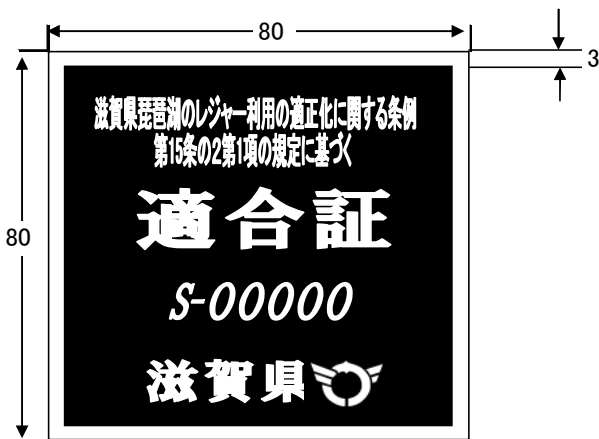 80
3
80
滋賀県琵琶湖のレジャー利用の適正化に関する条例
第15条の2第1項の規定に基づく
適合証
S-00000
滋賀県